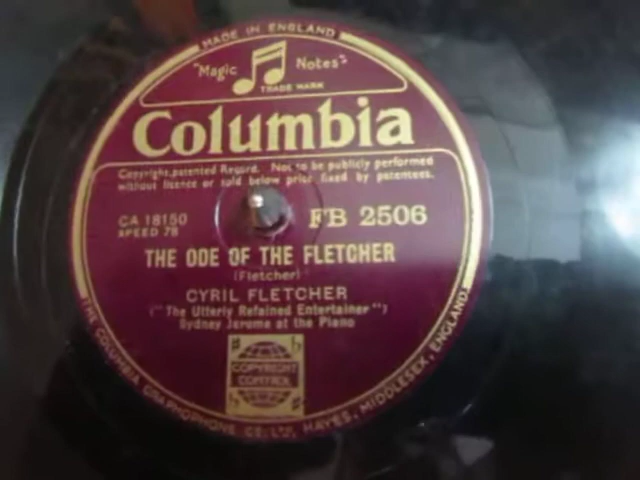 MADE IN ENGLAND
"Magic Notes"
TRADE MARK
Columbia
Copyright, patented Record. Not to be publicly performed
without licence or sold below price fixed by patentees.
CA 18150
SPEED 78
FB 2506
THE ODE OF THE FLETCHER
(Fletcher)
CYRIL FLETCHER
("The Utterly Refained Entertainer")
Sydney Jerome at the Piano
COPYRIGHT
CONTROL
THE COLUMBIA GRAPHOPHONE CO. LTD, HAYES, MIDDLESEX, ENGLAND